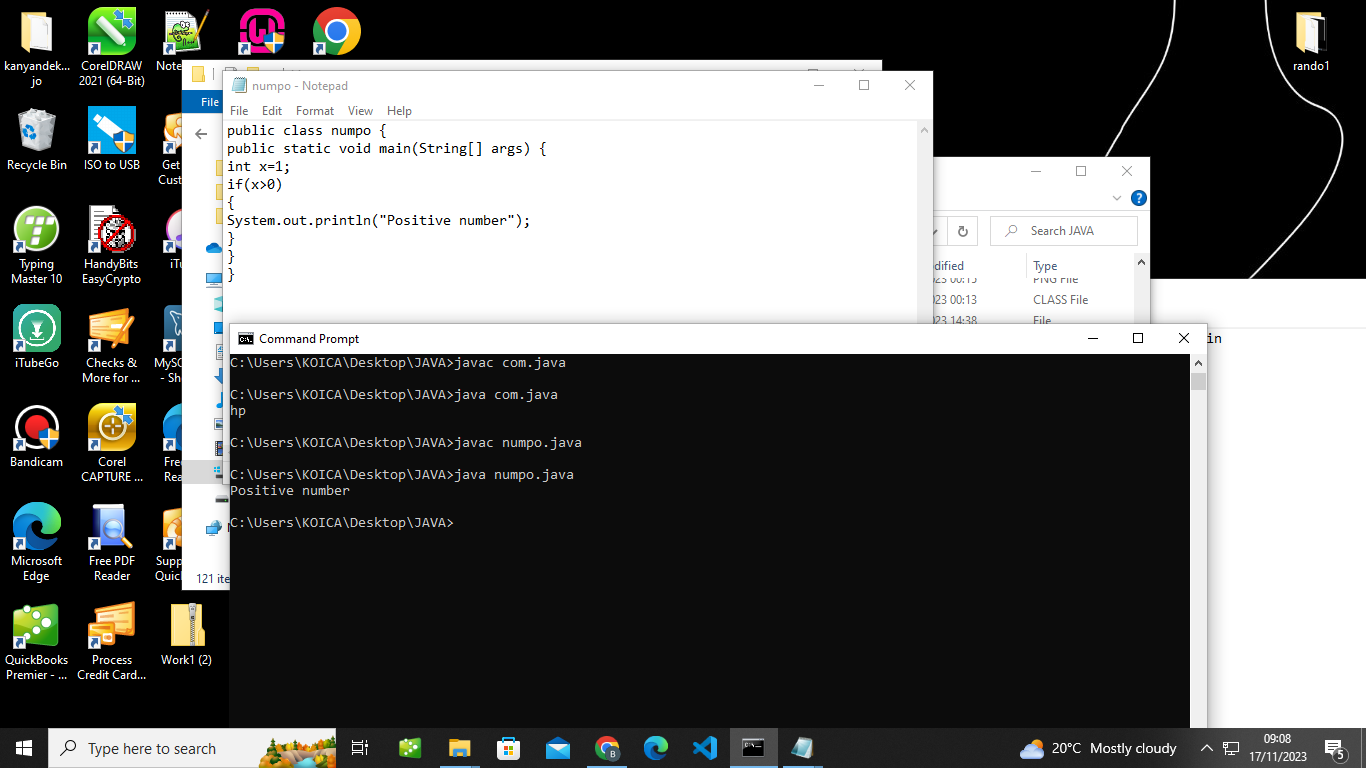 kanyandek...
jo
CorelDRAW
2021 (64-Bit)
Note
rando1
Recycle Bin
ISO to USB
Get
Cust
Typing
Master 10
HandyBits
EasyCrypto
iTu
iTubeGo
Checks &
More for ...
MySQ
- Sh
Bandicam
Corel
CAPTURE ...
Free
Rea
Microsoft
Edge
Free PDF
Reader
Supp
Quick
QuickBooks
Premier - ...
Process
Credit Card...
Work1 (2)
File
121 ite
numpo - Notepad
File Edit Format View Help
public class numpo {
public static void main(String[] args) {
int x=1;
if(x>0)
{
System.out.println("Positive number");
}
}
}
Search JAVA
odified Type
023 00:15 PNG File
023 00:13 CLASS File
023 14:38 File
in
Command Prompt
C:\Users\KOICA\Desktop\JAVA>javac com.java
C:\Users\KOICA\Desktop\JAVA>java com.java
hp
C:\Users\KOICA\Desktop\JAVA>javac numpo.java
C:\Users\KOICA\Desktop\JAVA>java numpo.java
Positive number
C:\Users\KOICA\Desktop\JAVA>
Type here to search
20°C Mostly cloudy
09:08
17/11/2023
5